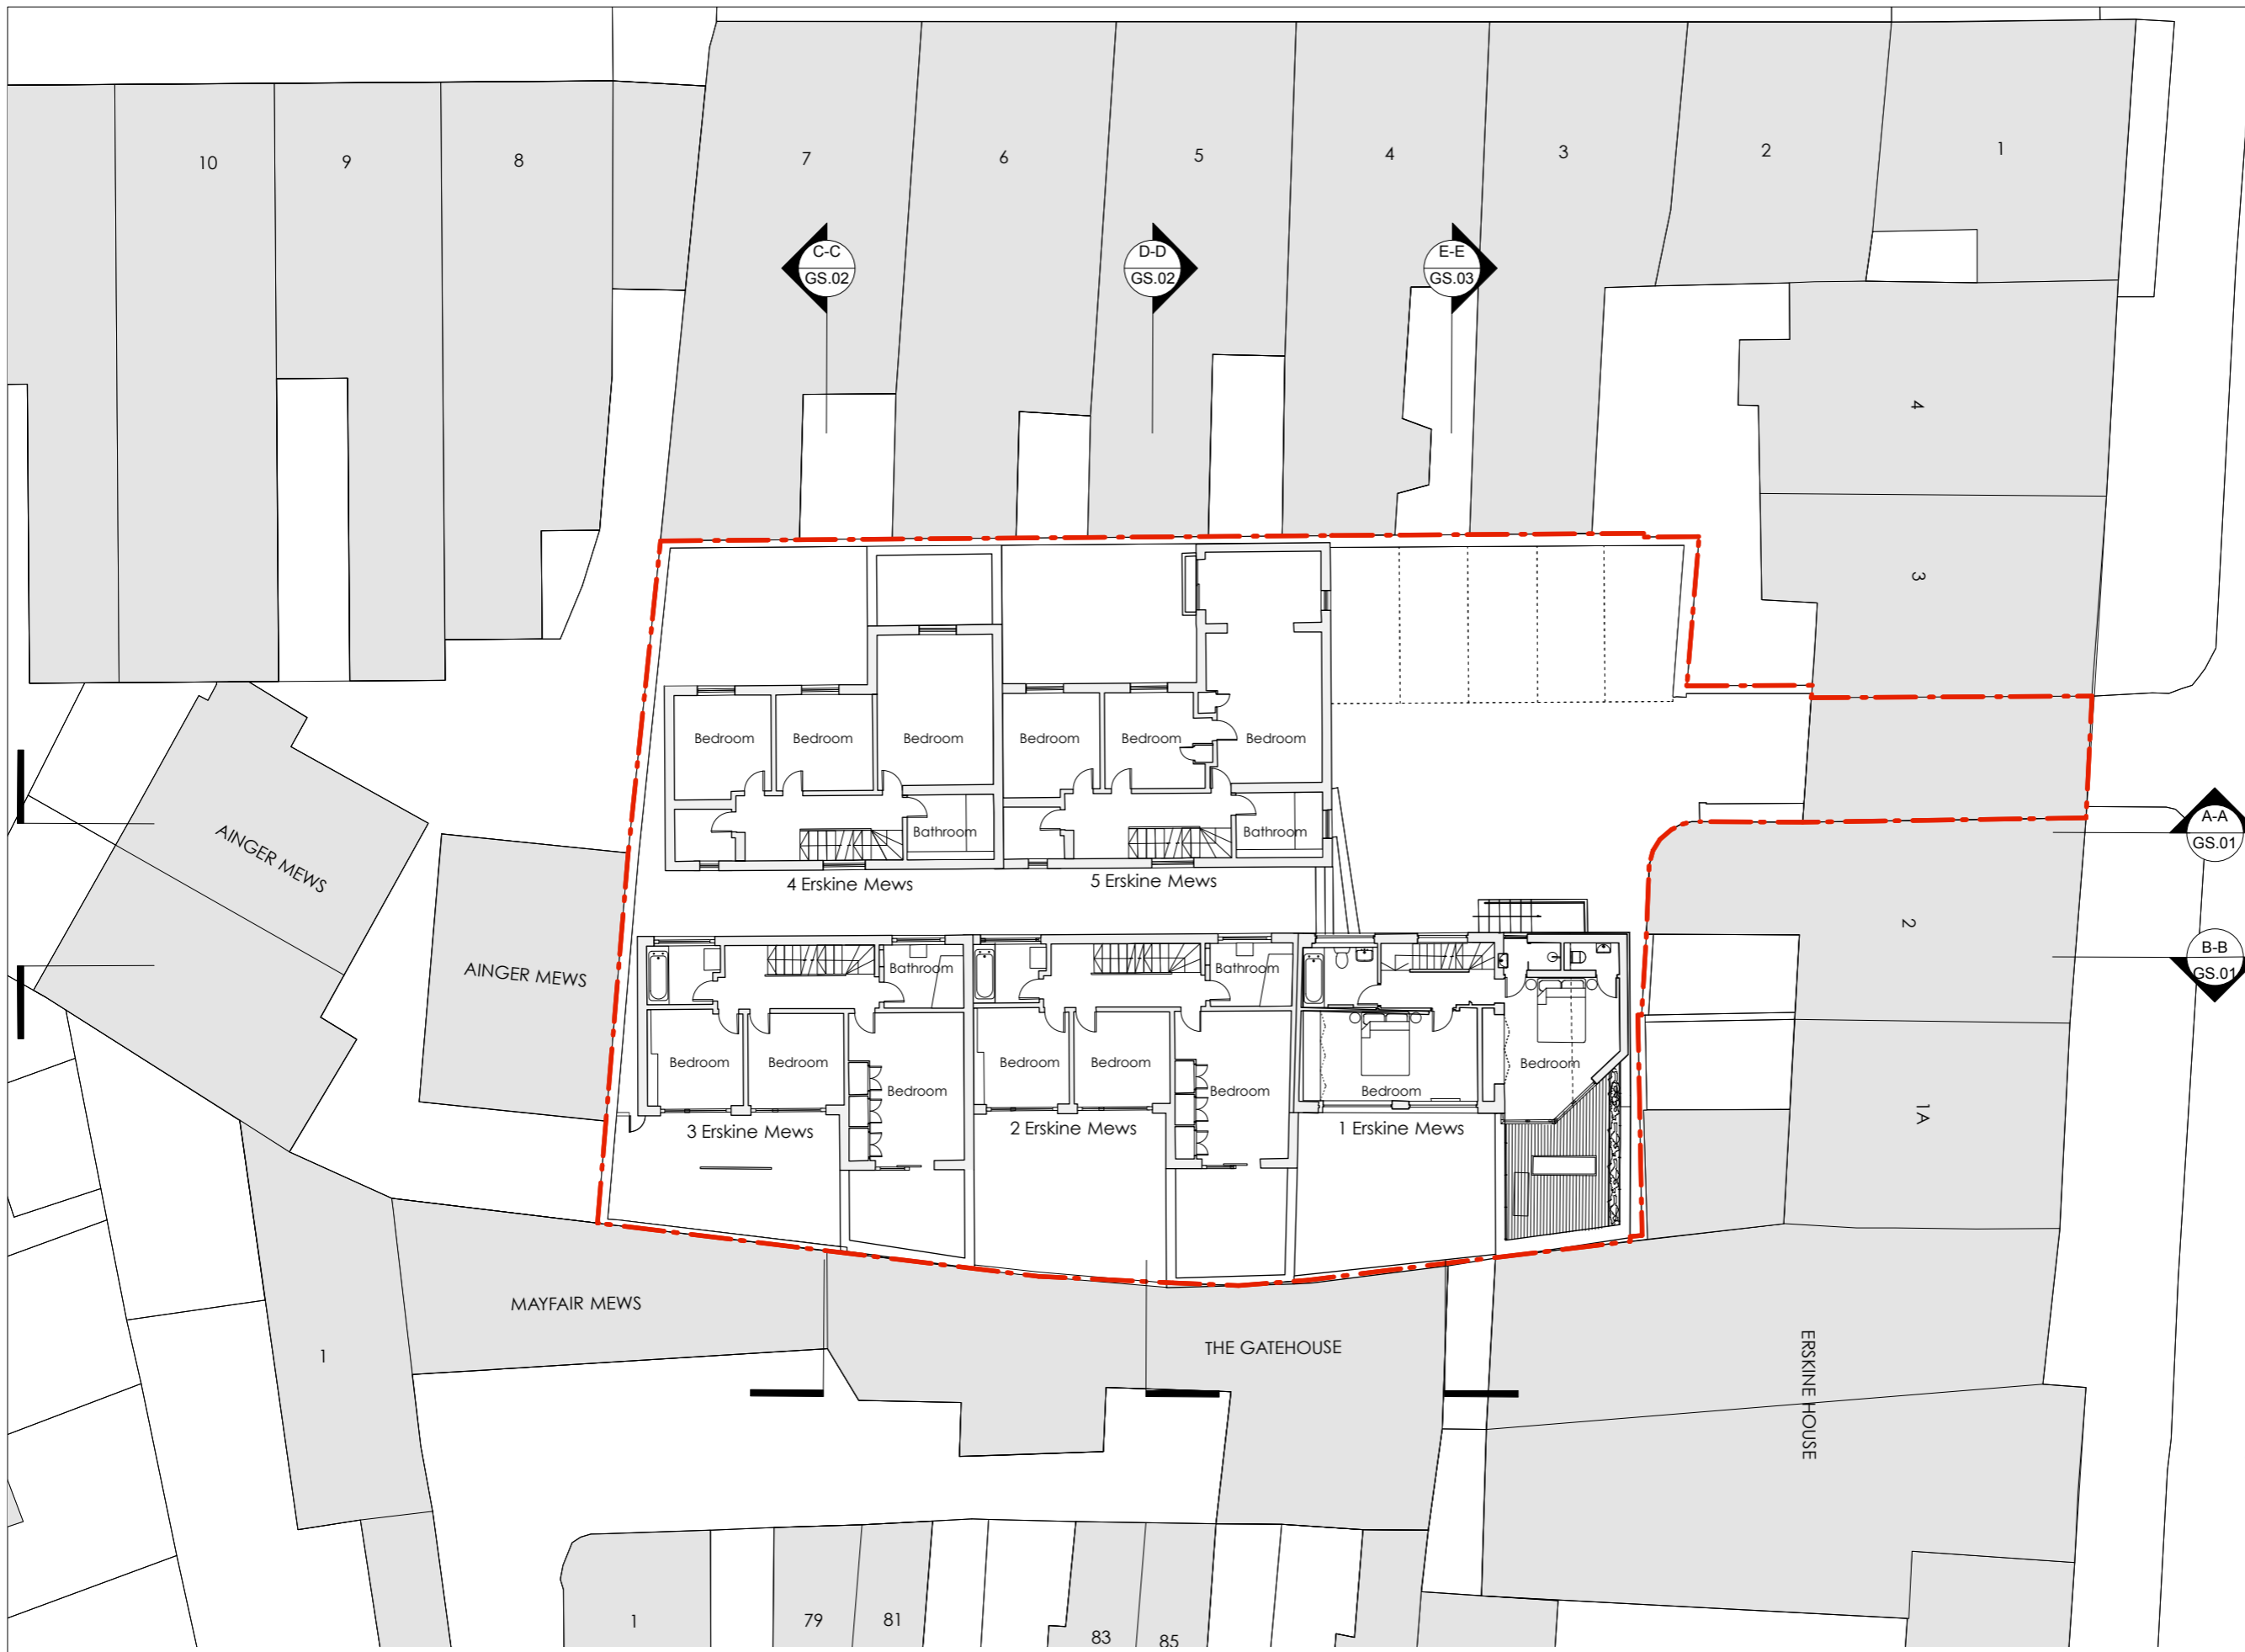 10
9
8
7
6
5
4
3
2
1
C-C
GS.02
D-D
GS.02
E-E
GS.03
4
3
Bedroom
Bedroom
Bedroom
Bedroom
Bedroom
Bedroom
Bathroom
Bathroom
4 Erskine Mews
5 Erskine Mews
A-A
GS.01
AINGER MEWS
AINGER MEWS
2
B-B
GS.01
Bathroom
Bathroom
Bedroom
Bedroom
Bedroom
Bedroom
Bedroom
Bedroom
Bedroom
Bedroom
3 Erskine Mews
2 Erskine Mews
1 Erskine Mews
1A
MAYFAIR MEWS
1
THE GATEHOUSE
ERSKINE HOUSE
1
79
81
83
85